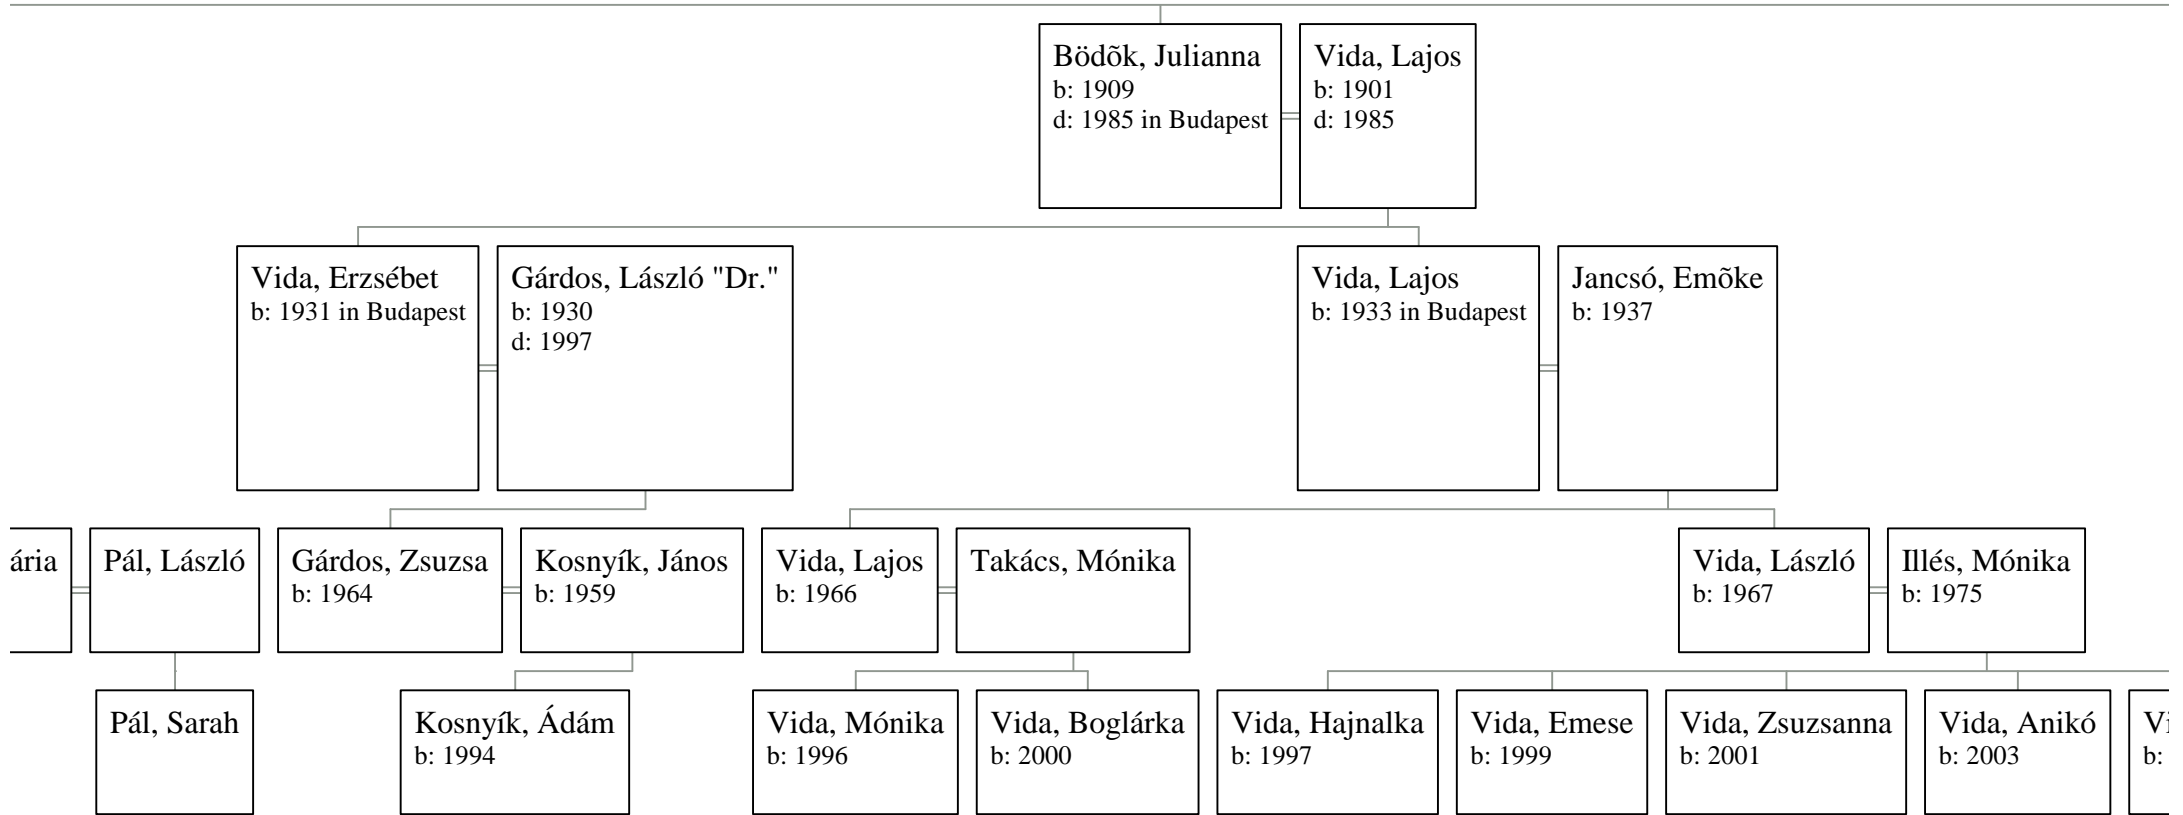 Bödõk, Julianna
b: 1909
d: 1985 in Budapest
Vida, Lajos
b: 1901
d: 1985
Vida, Erzsébet
b: 1931 in Budapest
Gárdos, László "Dr."
b: 1930
d: 1997
Vida, Lajos
b: 1933 in Budapest
Jancsó, Emõke
b: 1937
ária
Pál, László
Gárdos, Zsuzsa
b: 1964
Kosnyík, János
b: 1959
Vida, Lajos
b: 1966
Takács, Mónika
Vida, László
b: 1967
Illés, Mónika
b: 1975
Pál, Sarah
Kosnyík, Ádám
b: 1994
Vida, Mónika
b: 1996
Vida, Boglárka
b: 2000
Vida, Hajnalka
b: 1997
Vida, Emese
b: 1999
Vida, Zsuzsanna
b: 2001
Vida, Anikó
b: 2003
Vi
b: